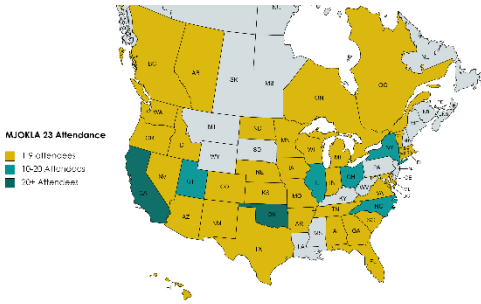 BC
AB
SK
MB
ON
QC
WA
OR
ID
MT
ND
SD
MN
WI
MI
NY
WY
NV
UT
CO
NE
KS
IA
MO
IN
OH
PA
WV
VA
KY
NC
TN
SC
CA
AZ
NM
OK
AR
TX
LA
MS
GA
FL
MJOKLA 23 Attendance
1-9 attendees
10-20 Attendees
20+ Attendees